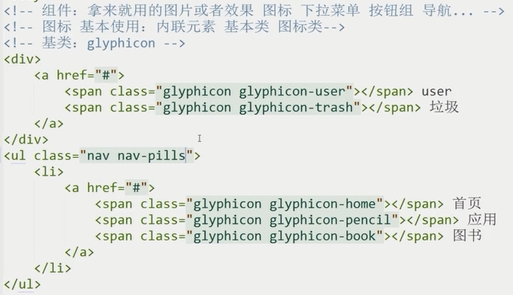 <!-- 组件: 拿来就用的图片或者效果 图标 下拉菜单 按钮组 导航... -->
<!-- 图标 基本使用: 内联元素 基本类 图标类-->
<!-- 基类: glyphicon -->
<div>
    <a href="#">
        <span class="glyphicon glyphicon-user"></span> user
        <span class="glyphicon glyphicon-trash"></span> 垃圾
    </a>
</div>
<ul class="nav nav-pills">
    <li>
        <a href="#">
            <span class="glyphicon glyphicon-home"></span> 首页
            <span class="glyphicon glyphicon-pencil"></span> 应用
            <span class="glyphicon glyphicon-book"></span> 图书
        </a>
    </li>
</ul>